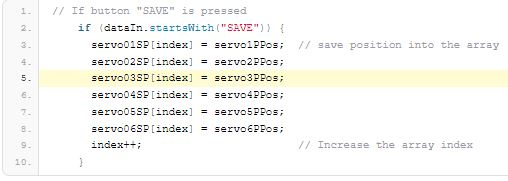 1. // If button "SAVE" is pressed
2. if (dataIn.startsWith("SAVE")) {
3. servo01SP[index] = servo1PPos; // save position into the array
4. servo02SP[index] = servo2PPos;
5. servo03SP[index] = servo3PPos;
6. servo04SP[index] = servo4PPos;
7. servo05SP[index] = servo5PPos;
8. servo06SP[index] = servo6PPos;
9. index++; // Increase the array index
10. }